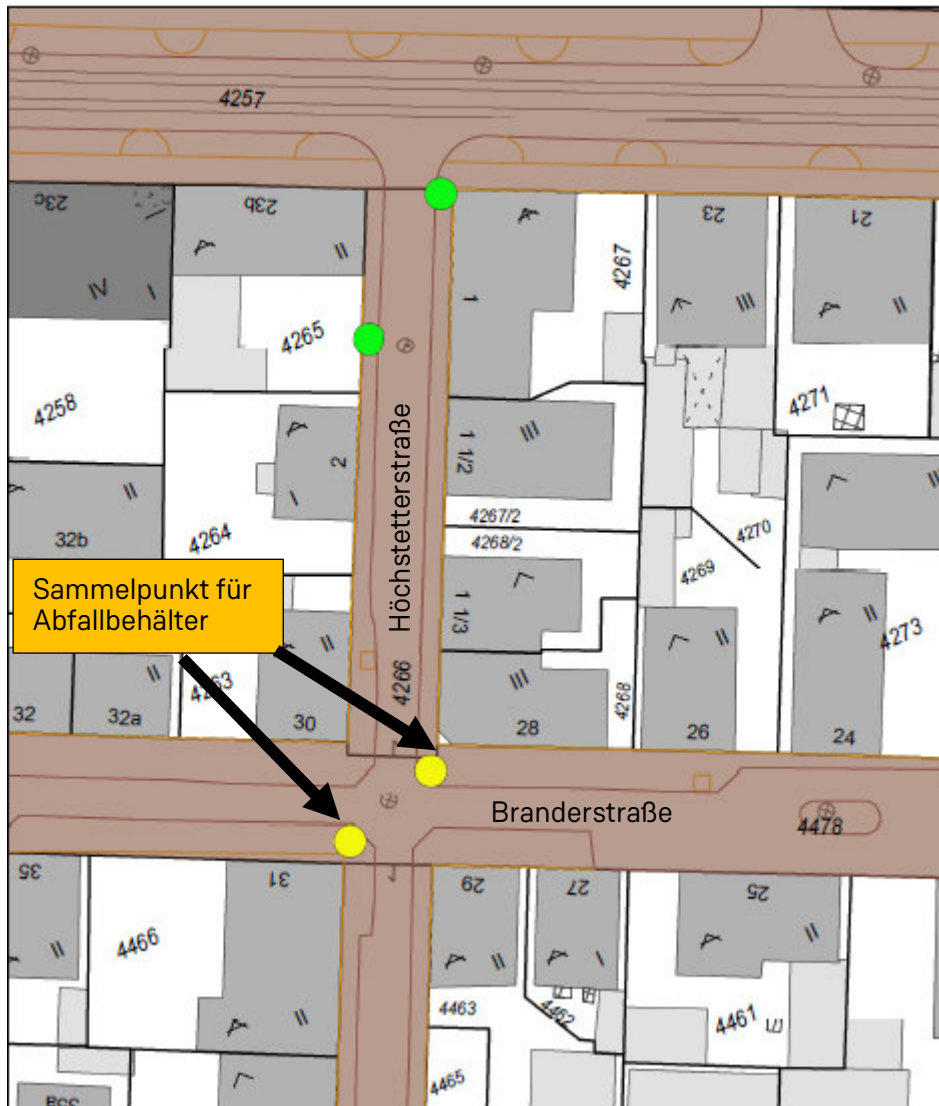 4257
23c
23b
IV
I
II
4265
4258
1
4267
23
III
21
II
4271
II
32b
2
I
4264
Höchstetterstraße
1 1/2
III
4267/2
4268/2
4270
4269
II
Sammelpunkt für
Abfallbehälter
1 1/3
4266
II
32
32a
II
4263
30
III
28
4268
II
26
II
24
4273
Branderstraße
4478
35
II
4466
31
II
29
II
4463
27
I
4462
25
II
4461
4465